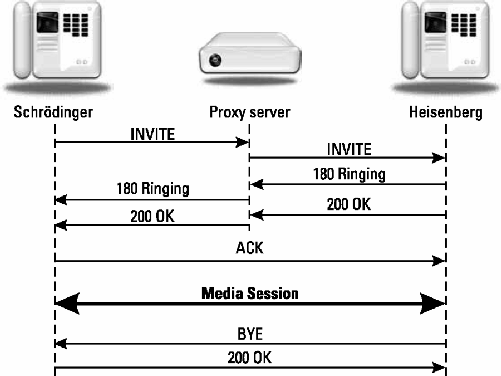 Schrödinger Proxy server Heisenberg
INVITE
INVITE
180 Ringing
180 Ringing
200 OK
200 OK
ACK
Media Session
BYE
200 OK